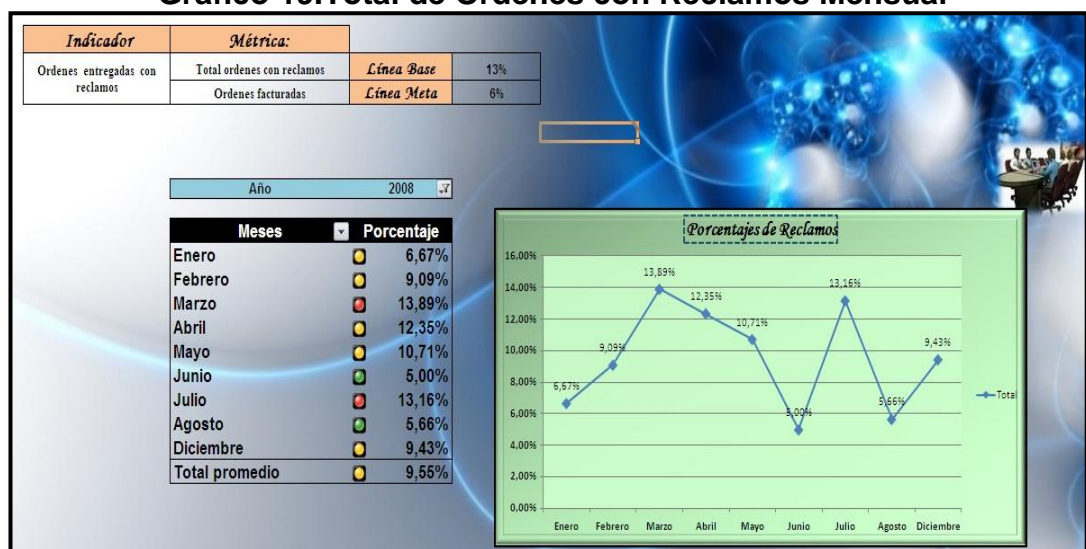 Gráfico 10.Total de Ordenes con Reclamos Mensual
Indicador Métrica:
Ordenes entregadas con reclamos
Total ordenes con reclamos Línea Base 13%
Ordenes facturadas Línea Meta 6%
Año 2008
Meses Porcentaje
Enero 6,67%
Febrero 9,09%
Marzo 13,89%
Abril 12,35%
Mayo 10,71%
Junio 5,00%
Julio 13,16%
Agosto 5,66%
Diciembre 9,43%
Total promedio 9,55%
Porcentajes de Reclamos
16,00%
14,00%
12,00%
10,00%
8,00%
6,00%
4,00%
2,00%
0,00%
6,67%
9,09%
13,89%
12,35%
10,71%
5,00%
13,16%
5,66%
9,43%
Total
Enero Febrero Marzo Abril Mayo Junio Julio Agosto Diciembre